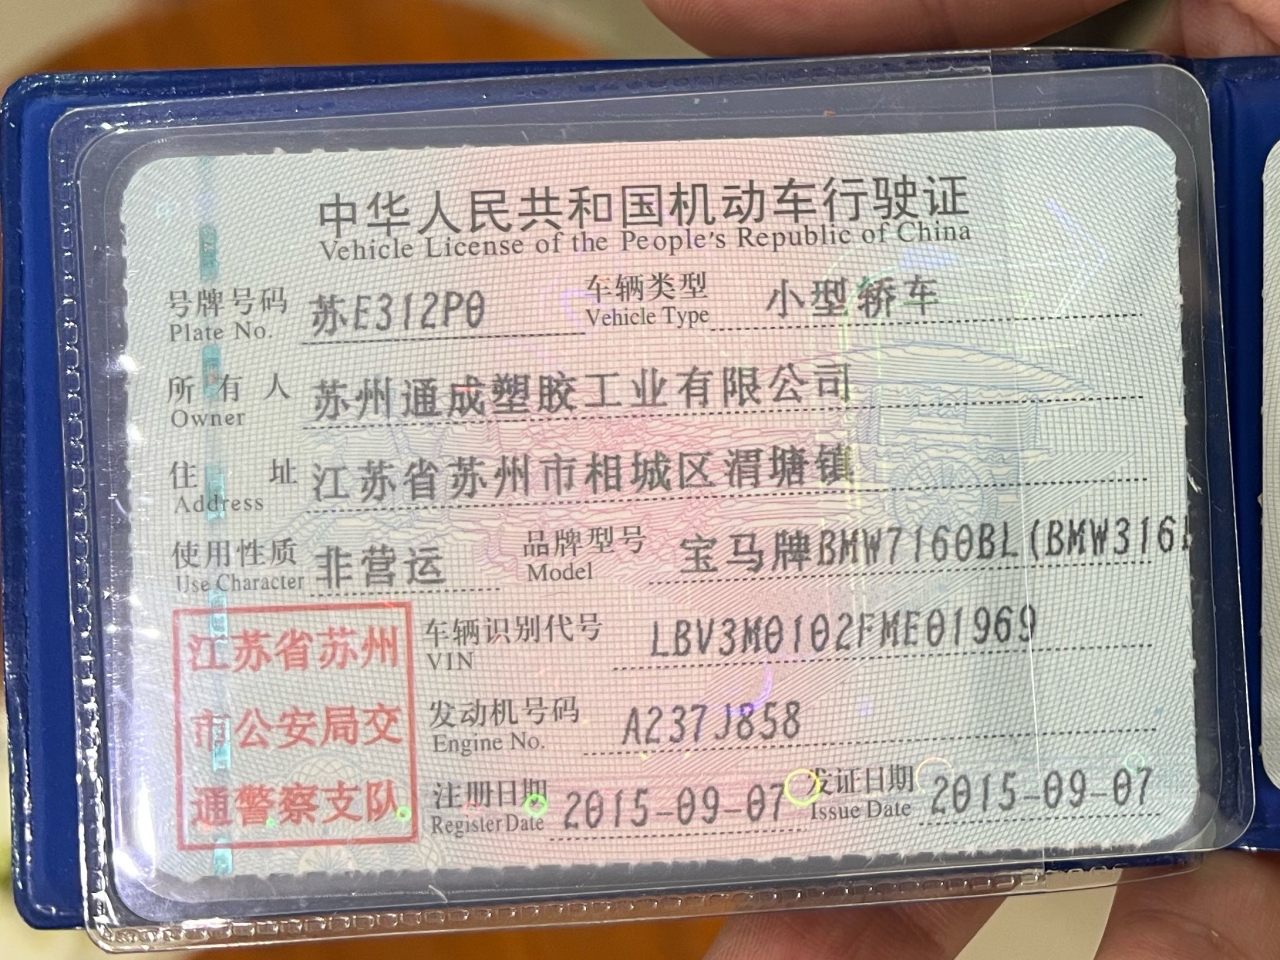 中华人民共和国机动车行驶证
Vehicle License of the People's Republic of China
号牌号码 苏E312P0 车辆类型 小型轿车
Plate No. Vehicle Type
所有人 苏州通成塑胶工业有限公司
Owner
住址 江苏省苏州市相城区渭塘镇
Address
使用性质 非营运 品牌型号 宝马牌BMW7160BL(BMW316
Use Character Model
江苏省苏州
市公安局交
通警察支队
车辆识别代号 LBV3M0102FME01969
VIN
发动机号码 A237J858
Engine No.
注册日期 2015-09-07 发证日期 2015-09-07
Register Date Issue Date